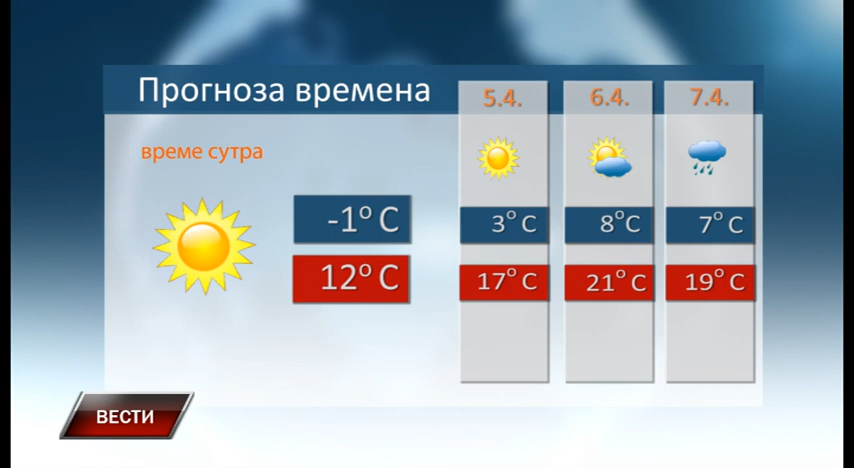 Прогноза времена
време сутра
-1° C
12° C
5.4.
6.4.
7.4.
3° C
8°C
7° C
17° C
21° C
19° C
ВЕСТИ